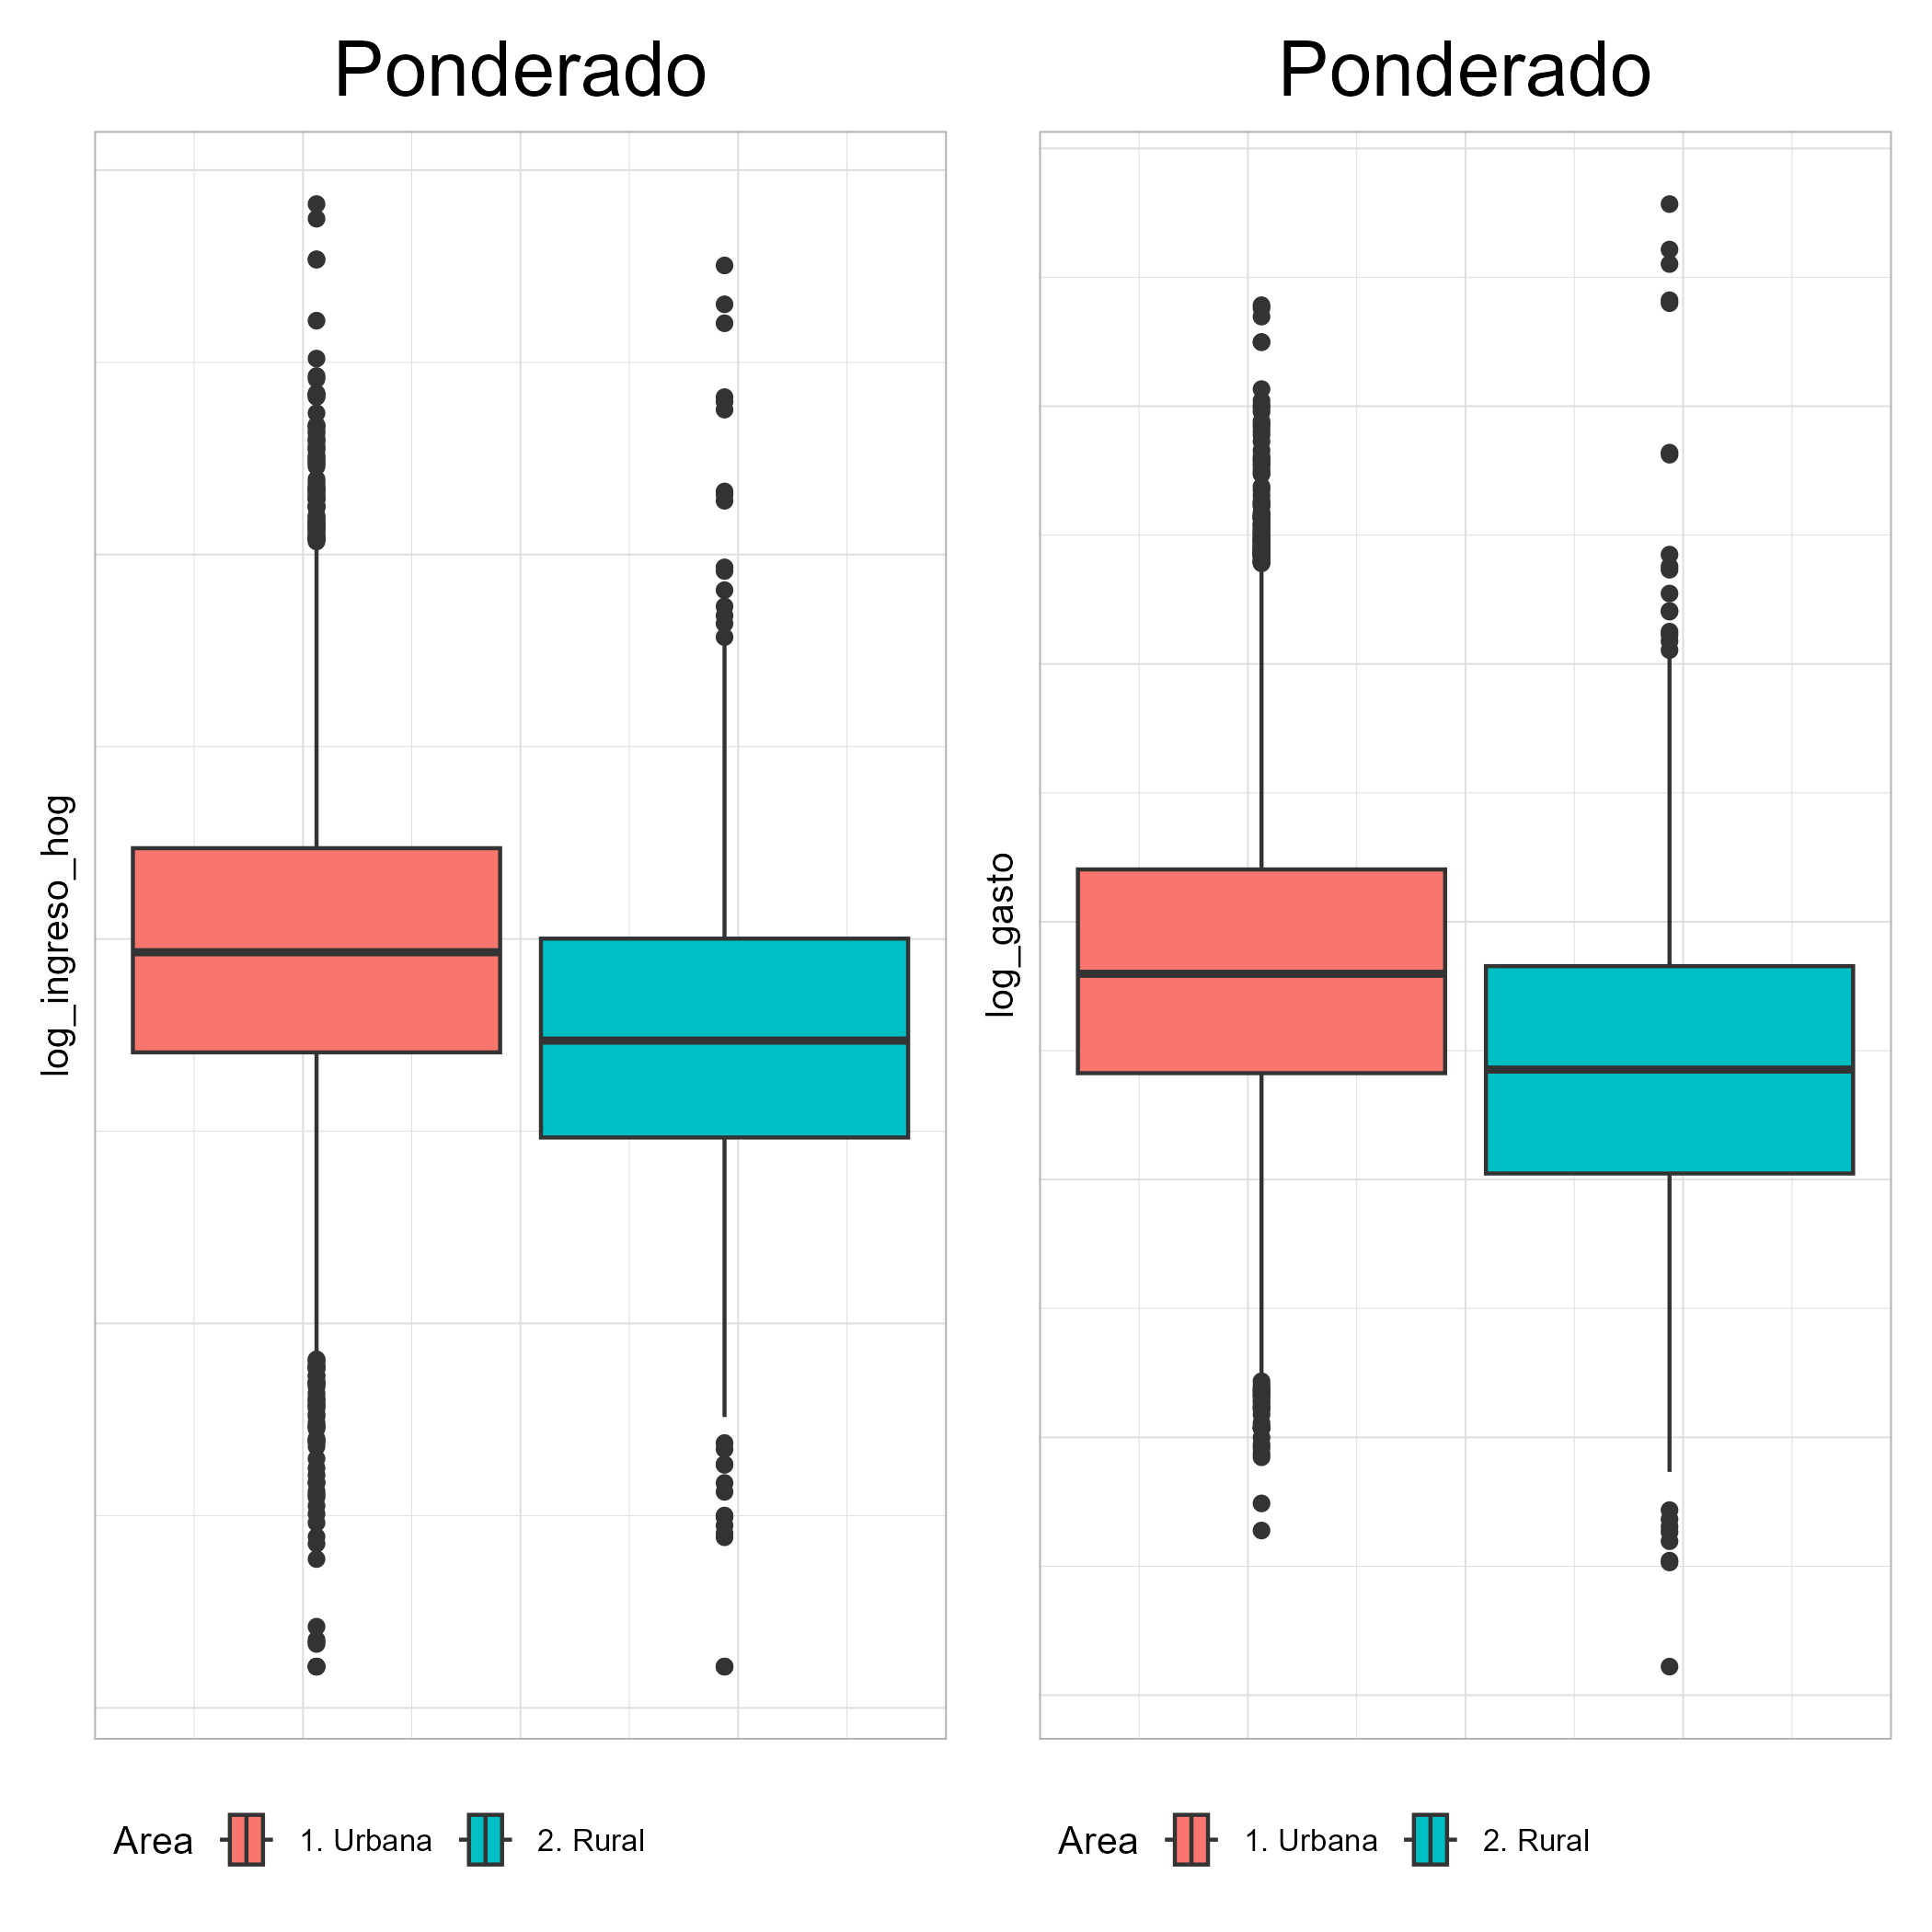 Ponderado
log_ingreso_hog
Area 1. Urbana 2. Rural
Ponderado
log_gasto
Area 1. Urbana 2. Rural